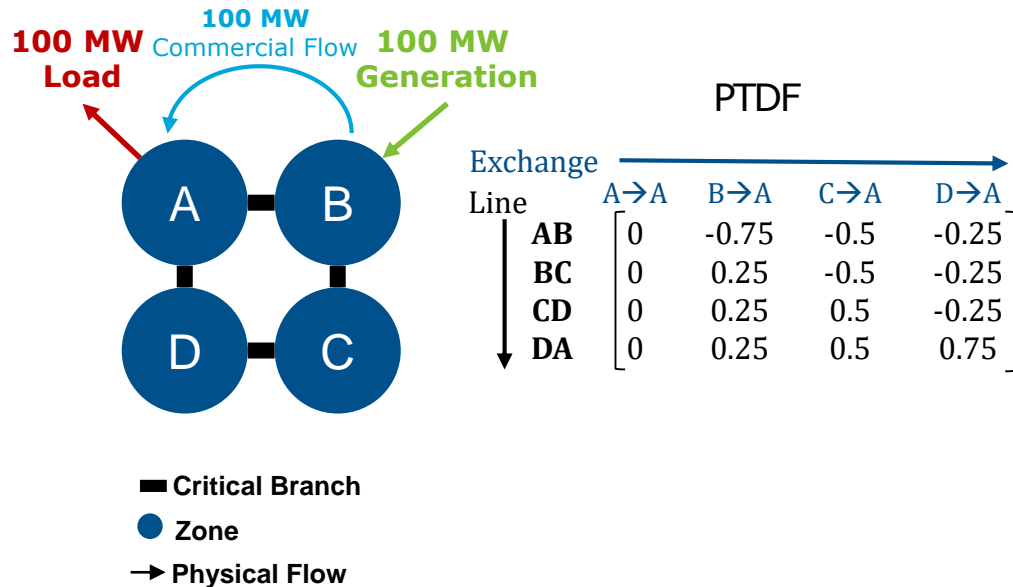 100 MW
Load
100 MW
Commercial Flow
100 MW
Generation
A
B
D
C
Critical Branch
Zone
Physical Flow
PTDF
Exchange
Line A→A B→A C→A D→A
AB 0 -0.75 -0.5 -0.25
BC 0 0.25 -0.5 -0.25
CD 0 0.25 0.5 -0.25
DA 0 0.25 0.5 0.75